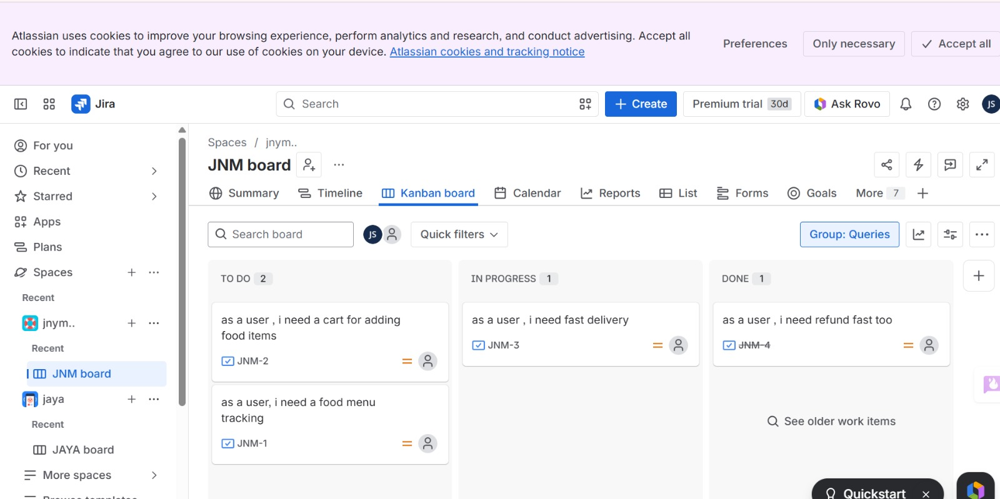 Atlassian uses cookies to improve your browsing experience, perform analytics and research, and conduct advertising. Accept all
cookies to indicate that you agree to our use of cookies on your device. Atlassian cookies and tracking notice
Preferences
Only necessary
Accept all
Jira
Search
Create
Premium trial 30d
Ask Rovo
JS
For you
Recent
Starred
Apps
Plans
Spaces
Recent
jnym..
Recent
JNM board
jaya
Recent
JAYA board
More spaces
Browse templates
Spaces / jnym..
JNM board
Summary
Timeline
Kanban board
Calendar
Reports
List
Forms
Goals
More 7
Search board
JS
Quick filters
Group: Queries
TO DO 2
as a user , i need a cart for adding
food items
JNM-2
as a user, i need a food menu
tracking
JNM-1
IN PROGRESS 1
as a user , i need fast delivery
JNM-3
DONE 1
as a user , i need refund fast too
JNM-4
See older work items
Quickstart